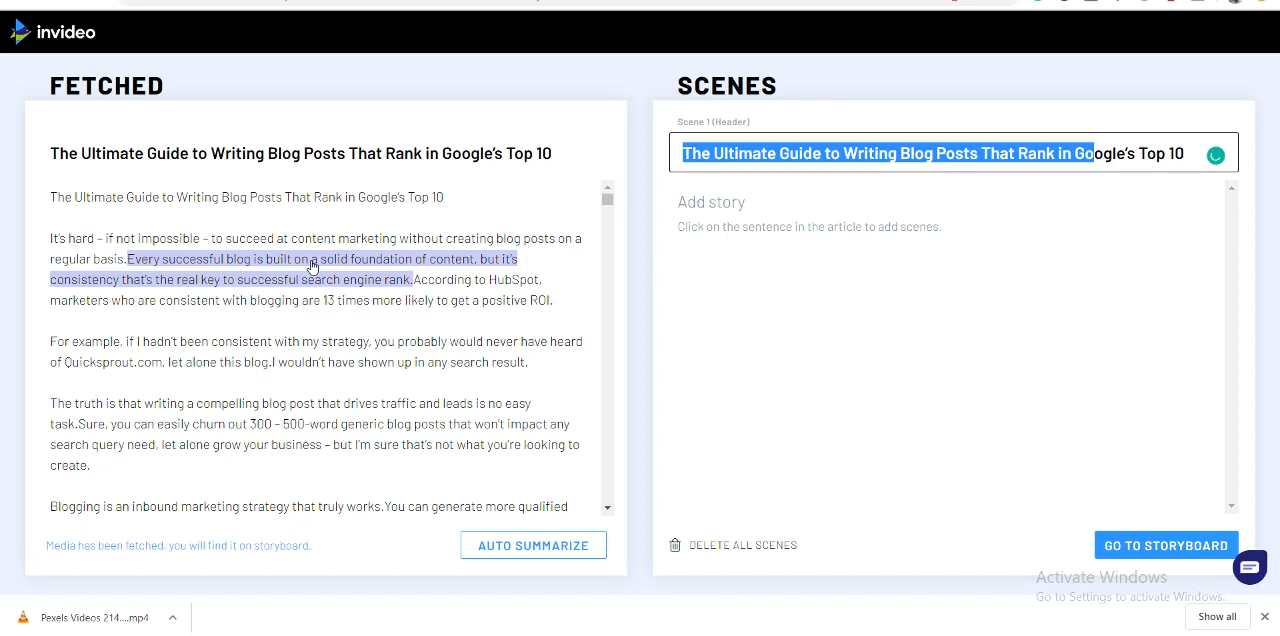 invideo
FETCHED
The Ultimate Guide to Writing Blog Posts That Rank in Google's Top 10
The Ultimate Guide to Writing Blog Posts That Rank in Google's Top 10
It's hard – if not impossible – to succeed at content marketing without creating blog posts on a
regular basis.Every successful blog is built on a solid foundation of content, but it's
consistency that's the real key to successful search engine rank.According to HubSpot,
marketers who are consistent with blogging are 13 times more likely to get a positive ROI.
For example, if I hadn't been consistent with my strategy, you probably would never have heard
of Quicksprout.com, let alone this blog.I wouldn't have shown up in any search result.
The truth is that writing a compelling blog post that drives traffic and leads is no easy
task.Sure, you can easily churn out 300 – 500-word generic blog posts that won't impact any
search query need, let alone grow your business – but I'm sure that's not what you're looking to
create.
Blogging is an inbound marketing strategy that truly works.You can generate more qualified
Media has been fetched, you will find it on storyboard.
AUTO SUMMARIZE
SCENES
Scene 1 (Header)
The Ultimate Guide to Writing Blog Posts That Rank in Google's Top 10
Add story
Click on the sentence in the article to add scenes.
DELETE ALL SCENES
GO TO STORYBOARD
Activate Windows
Go to Settings to activate Windows.
Pexels Videos 214....mp4
Show all